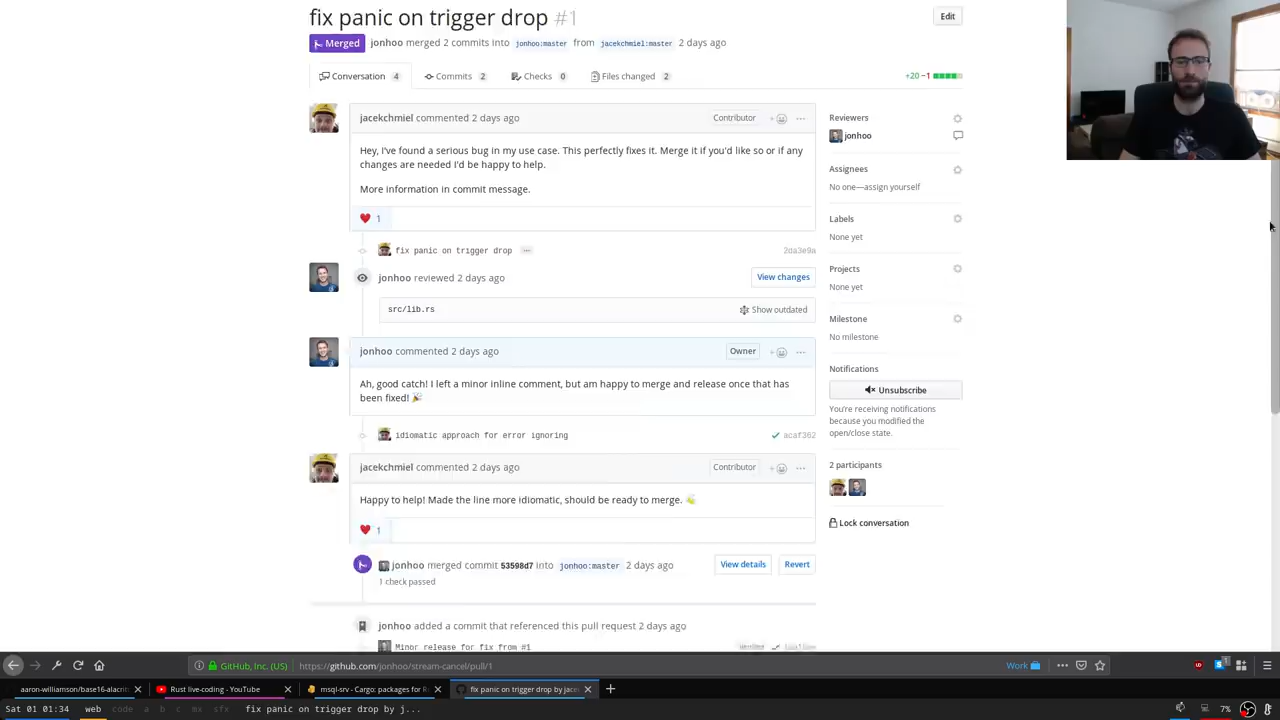 fix panic on trigger drop #1
Edit
Merged jonhoo merged 2 commits into jonhoo:master from jacekchmiel:master 2 days ago
Conversation 4 Commits 2 Checks 0 Files changed 2 +20 −1
jacekchmiel commented 2 days ago Contributor
Hey, I've found a serious bug in my use case. This perfectly fixes it. Merge it if you'd like so or if any
changes are needed I'd be happy to help.
More information in commit message.
❤️ 1
fix panic on trigger drop 2da3e9a
jonhoo reviewed 2 days ago View changes
src/lib.rs Show outdated
jonhoo commented 2 days ago Owner
Ah, good catch! I left a minor inline comment, but am happy to merge and release once that has
been fixed! 🎉
idiomatic approach for error ignoring acaf362
jacekchmiel commented 2 days ago Contributor
Happy to help! Made the line more idiomatic, should be ready to merge.
❤️ 1
jonhoo merged commit 53598d7 into jonhoo:master 2 days ago View details Revert
1 check passed
jonhoo added a commit that referenced this pull request 2 days ago
Minor release for fix from #1
Reviewers
jonhoo
Assignees
No one—assign yourself
Labels
None yet
Projects
None yet
Milestone
No milestone
Notifications
Unsubscribe
You're receiving notifications
because you modified the
open/close state.
2 participants
Lock conversation
GitHub, Inc. (US) https://github.com/jonhoo/stream-cancel/pull/1 Work
aaron-williamson/base16-alacrit Rust live-coding - YouTube msql-srv - Cargo: packages for R fix panic on trigger drop by jace
Sat 01 01:34 web code a b c mx sfx fix panic on trigger drop by j... 7%